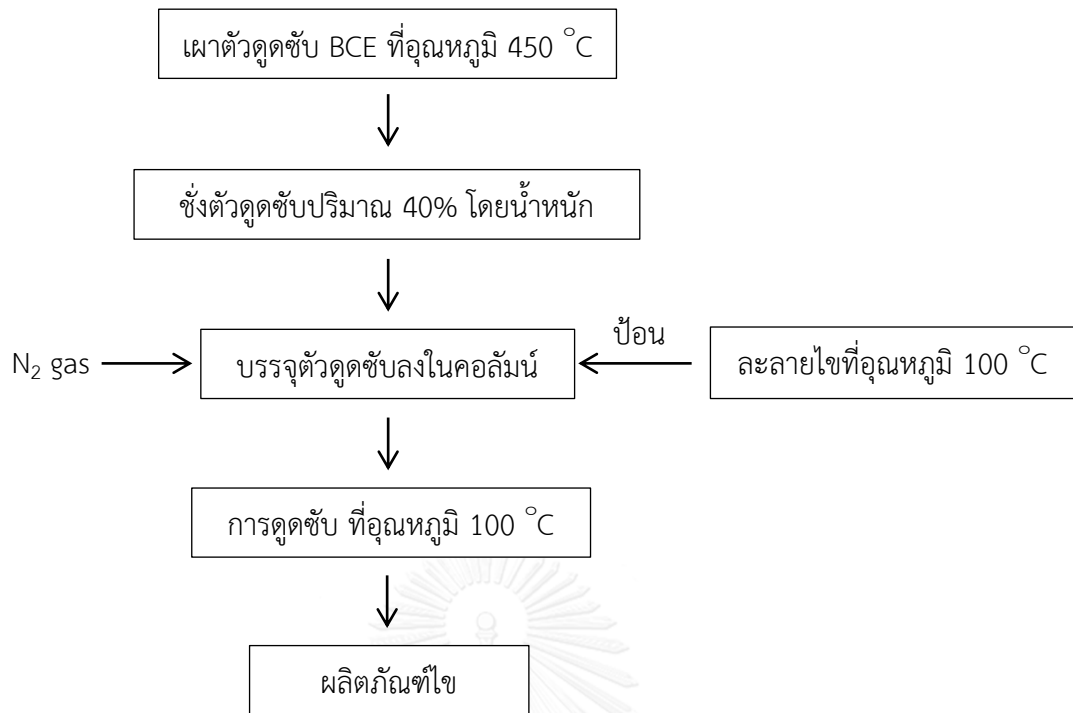 เผาตัวดูดซับ BCE ที่อุณหภูมิ 450 °C
ชั่งตัวดูดซับปริมาณ 40% โดยน้ำหนัก
ป้อน
N₂ gas
บรรจุตัวดูดซับลงในคอลัมน์
ละลายไขที่อุณหภูมิ 100 °C
การดูดซับ ที่อุณหภูมิ 100 °C
ผลิตภัณฑ์ไข